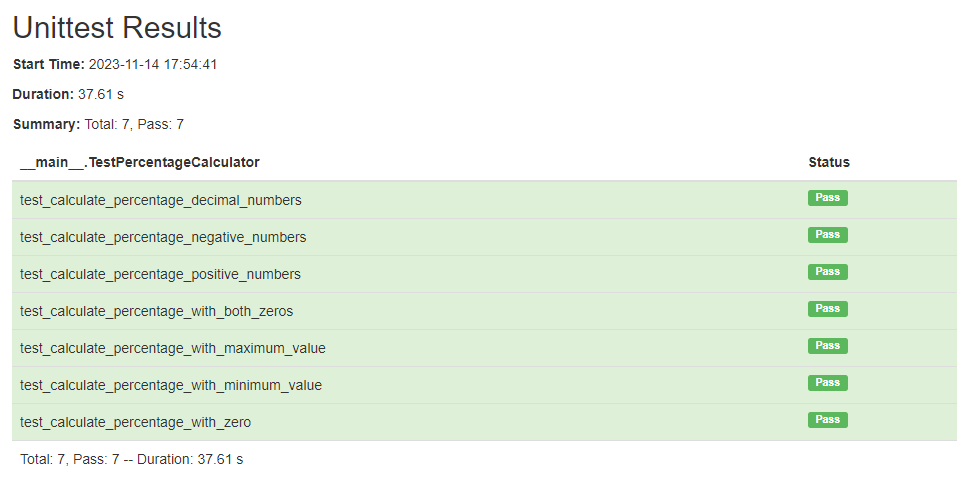 Unittest Results
Start Time: 2023-11-14 17:54:41
Duration: 37.61 s
Summary: Total: 7, Pass: 7
__main__.TestPercentageCalculator Status
test_calculate_percentage_decimal_numbers Pass
test_calculate_percentage_negative_numbers Pass
test_calculate_percentage_positive_numbers Pass
test_calculate_percentage_with_both_zeros Pass
test_calculate_percentage_with_maximum_value Pass
test_calculate_percentage_with_minimum_value Pass
test_calculate_percentage_with_zero Pass
Total: 7, Pass: 7 -- Duration: 37.61 s